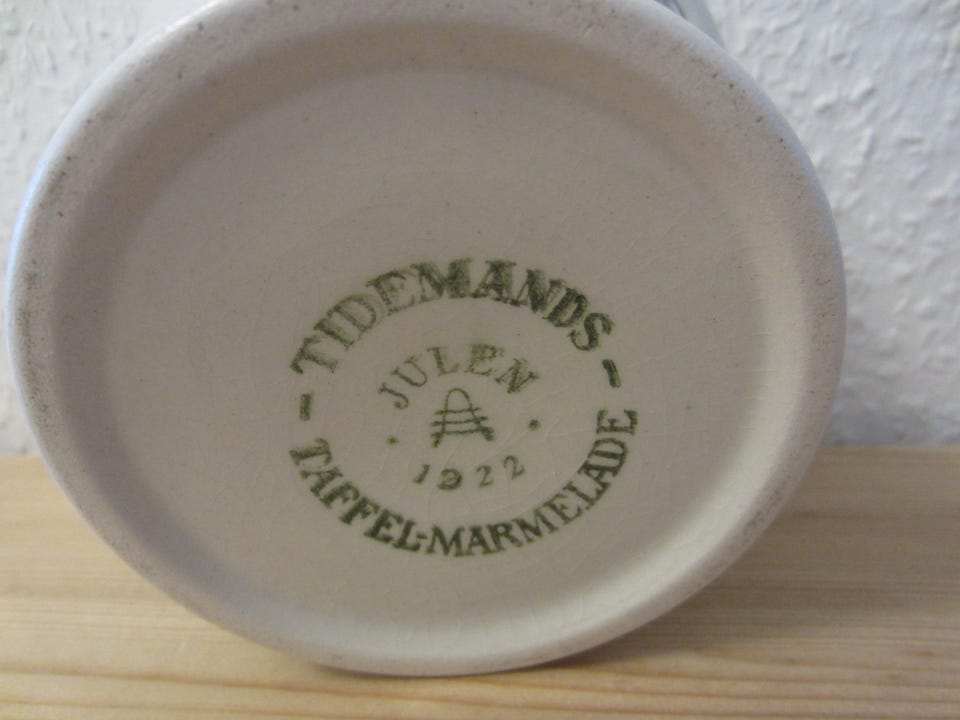 TIDEMANDS
JULEN
1922
TAFFEL-MARMELADE